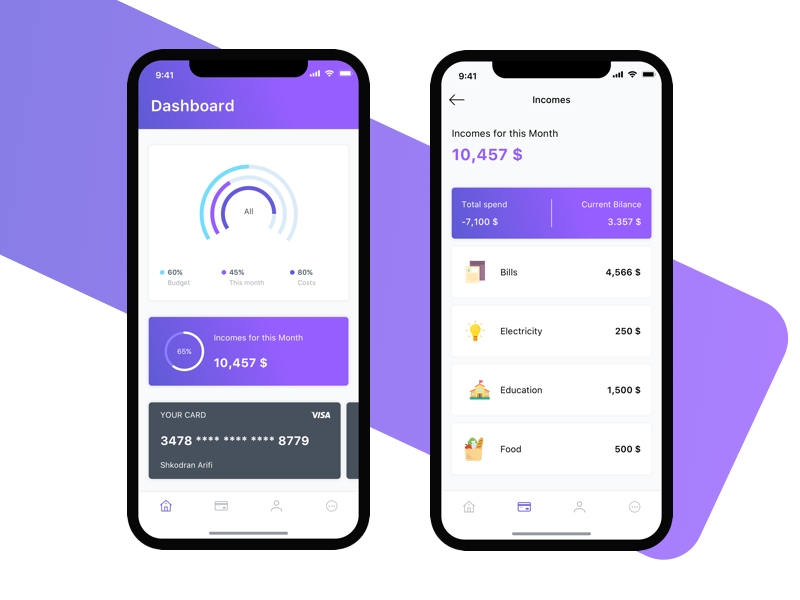 9:41
Dashboard
All
60%
Budget
45%
This month
80%
Costs
65%
Incomes for this Month
10,457 $
YOUR CARD
VISA
3478 **** **** **** 8779
Shkodran Arifi
9:41
Incomes
Incomes for this Month
10,457 $
Total spend
-7,100 $
Current Bilance
3.357 $
Bills
4,566 $
Electricity
250 $
Education
1,500 $
Food
500 $